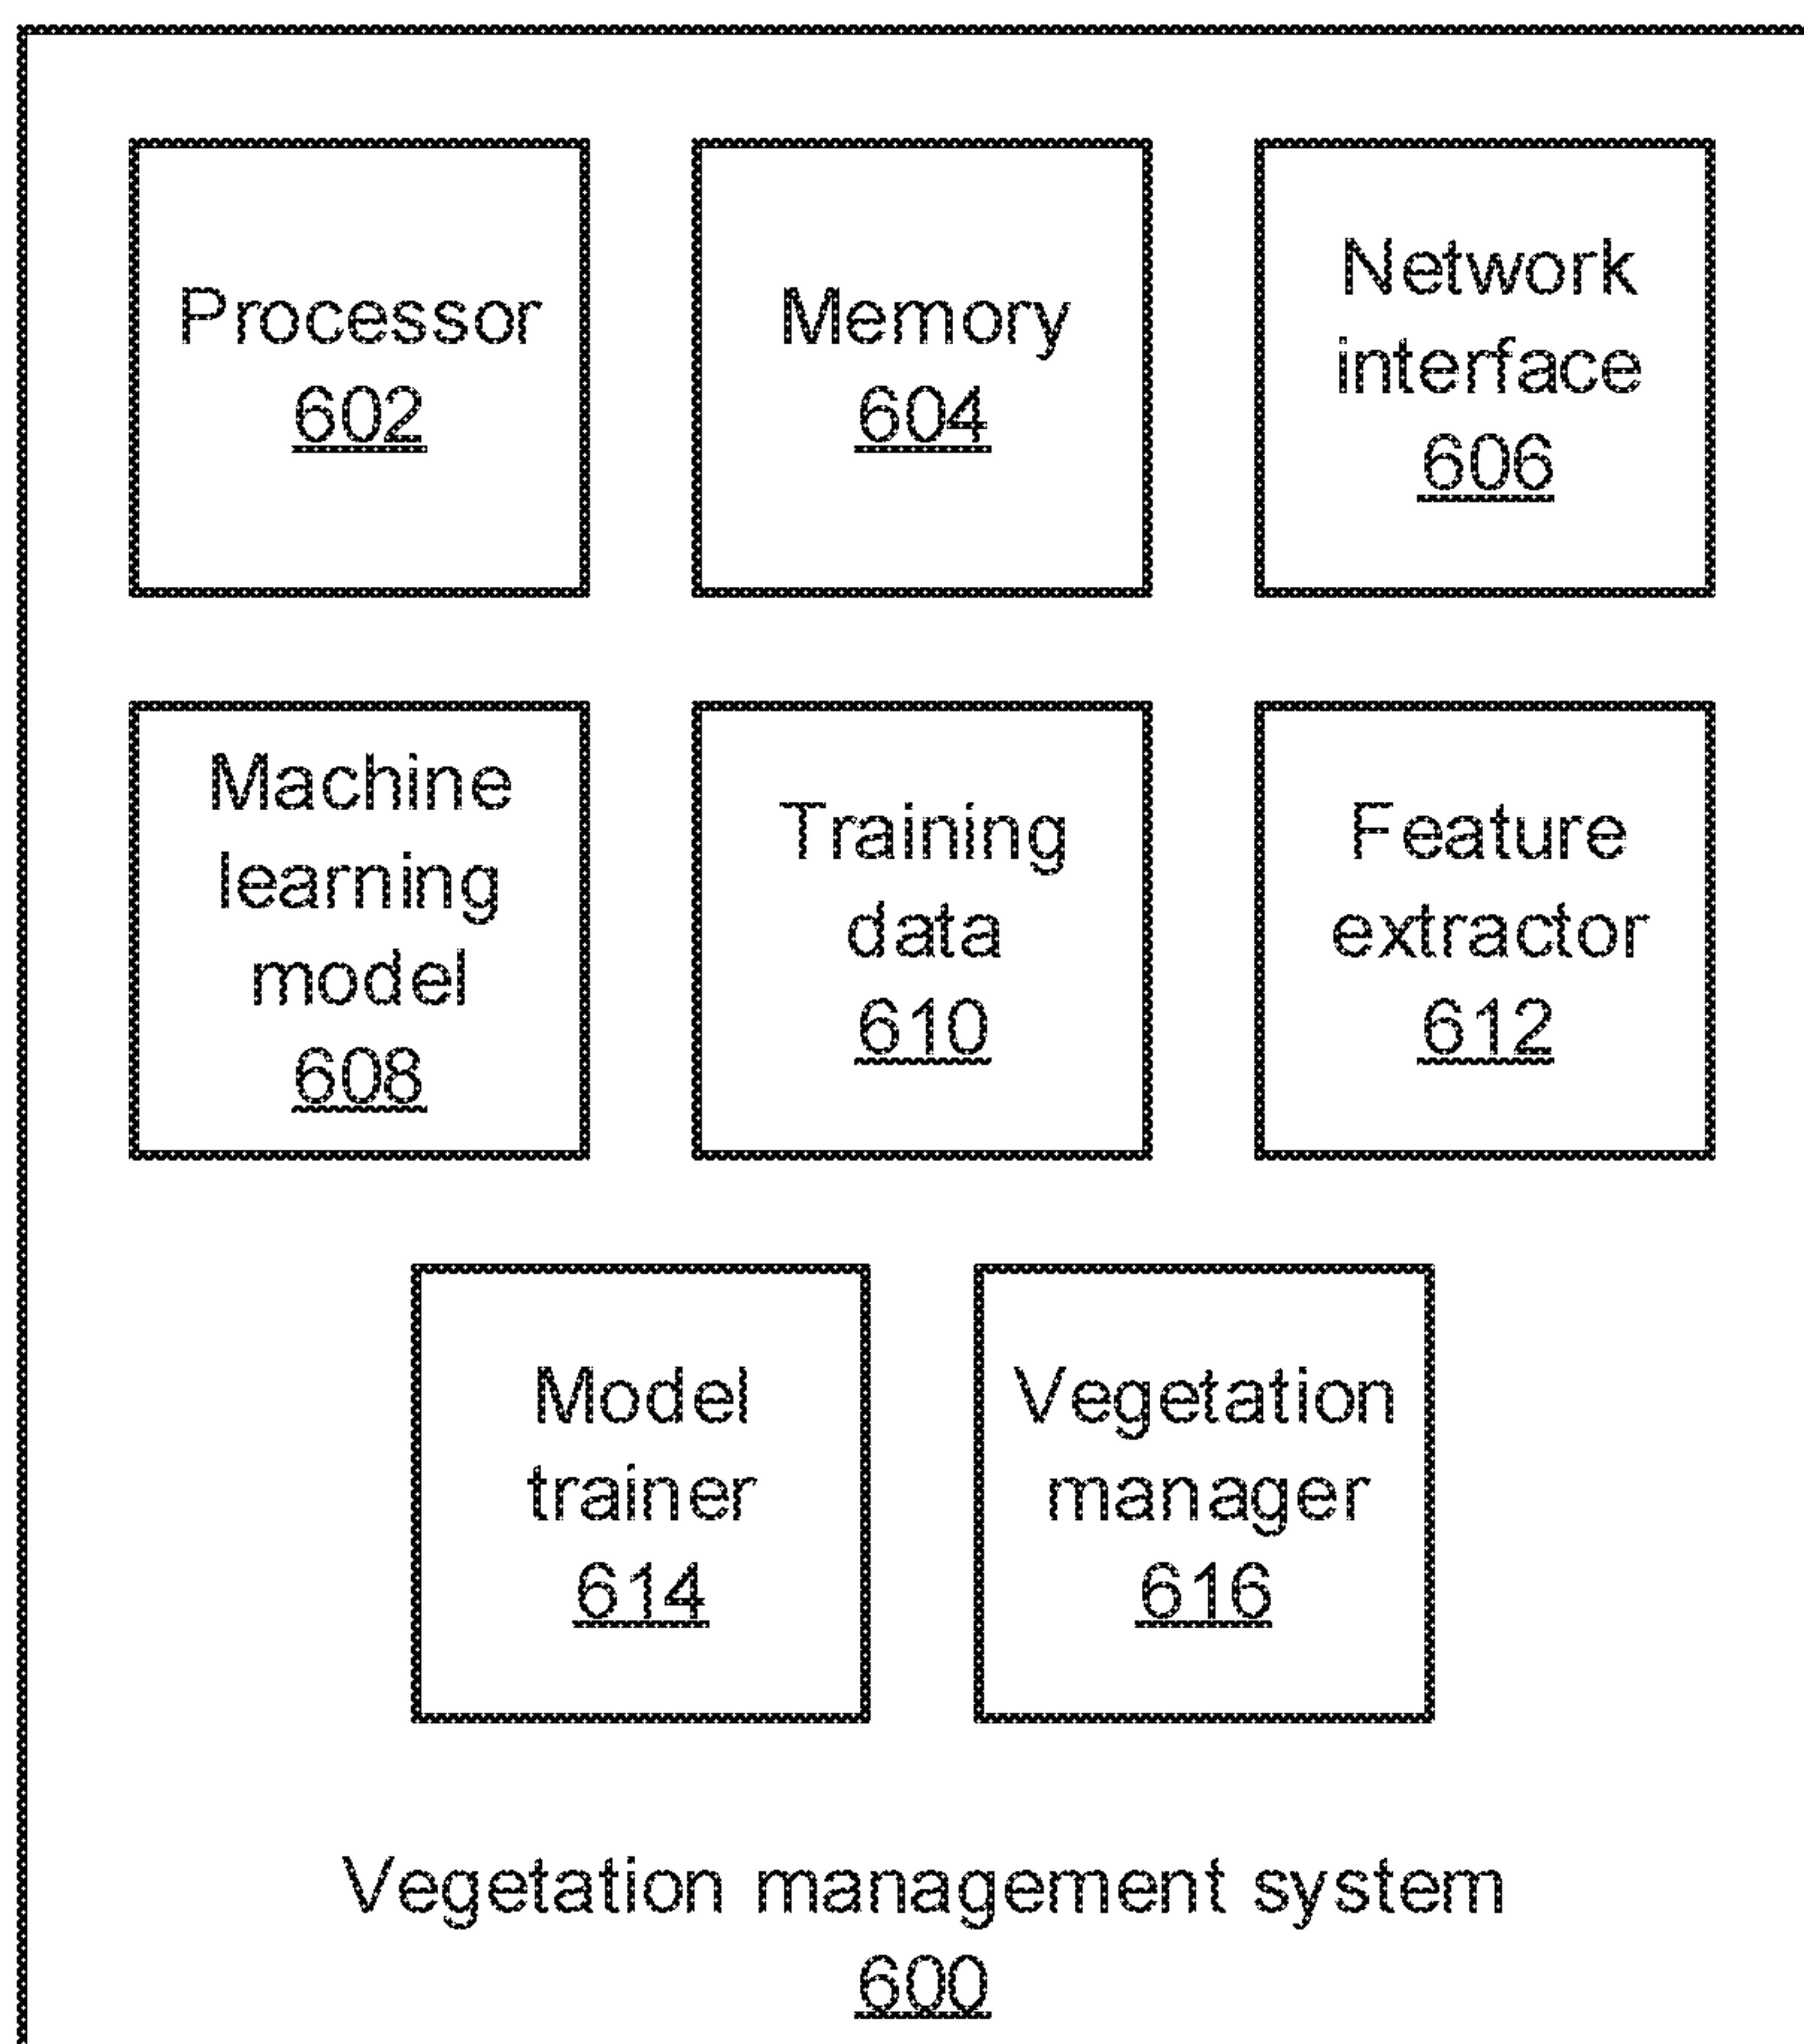 Processor
602
Memory
604
Network
interface
606
Machine
learning
model
608
Training
data
610
Feature
extractor
612
Model
trainer
614
Vegetation
manager
616
Vegetation management system
600